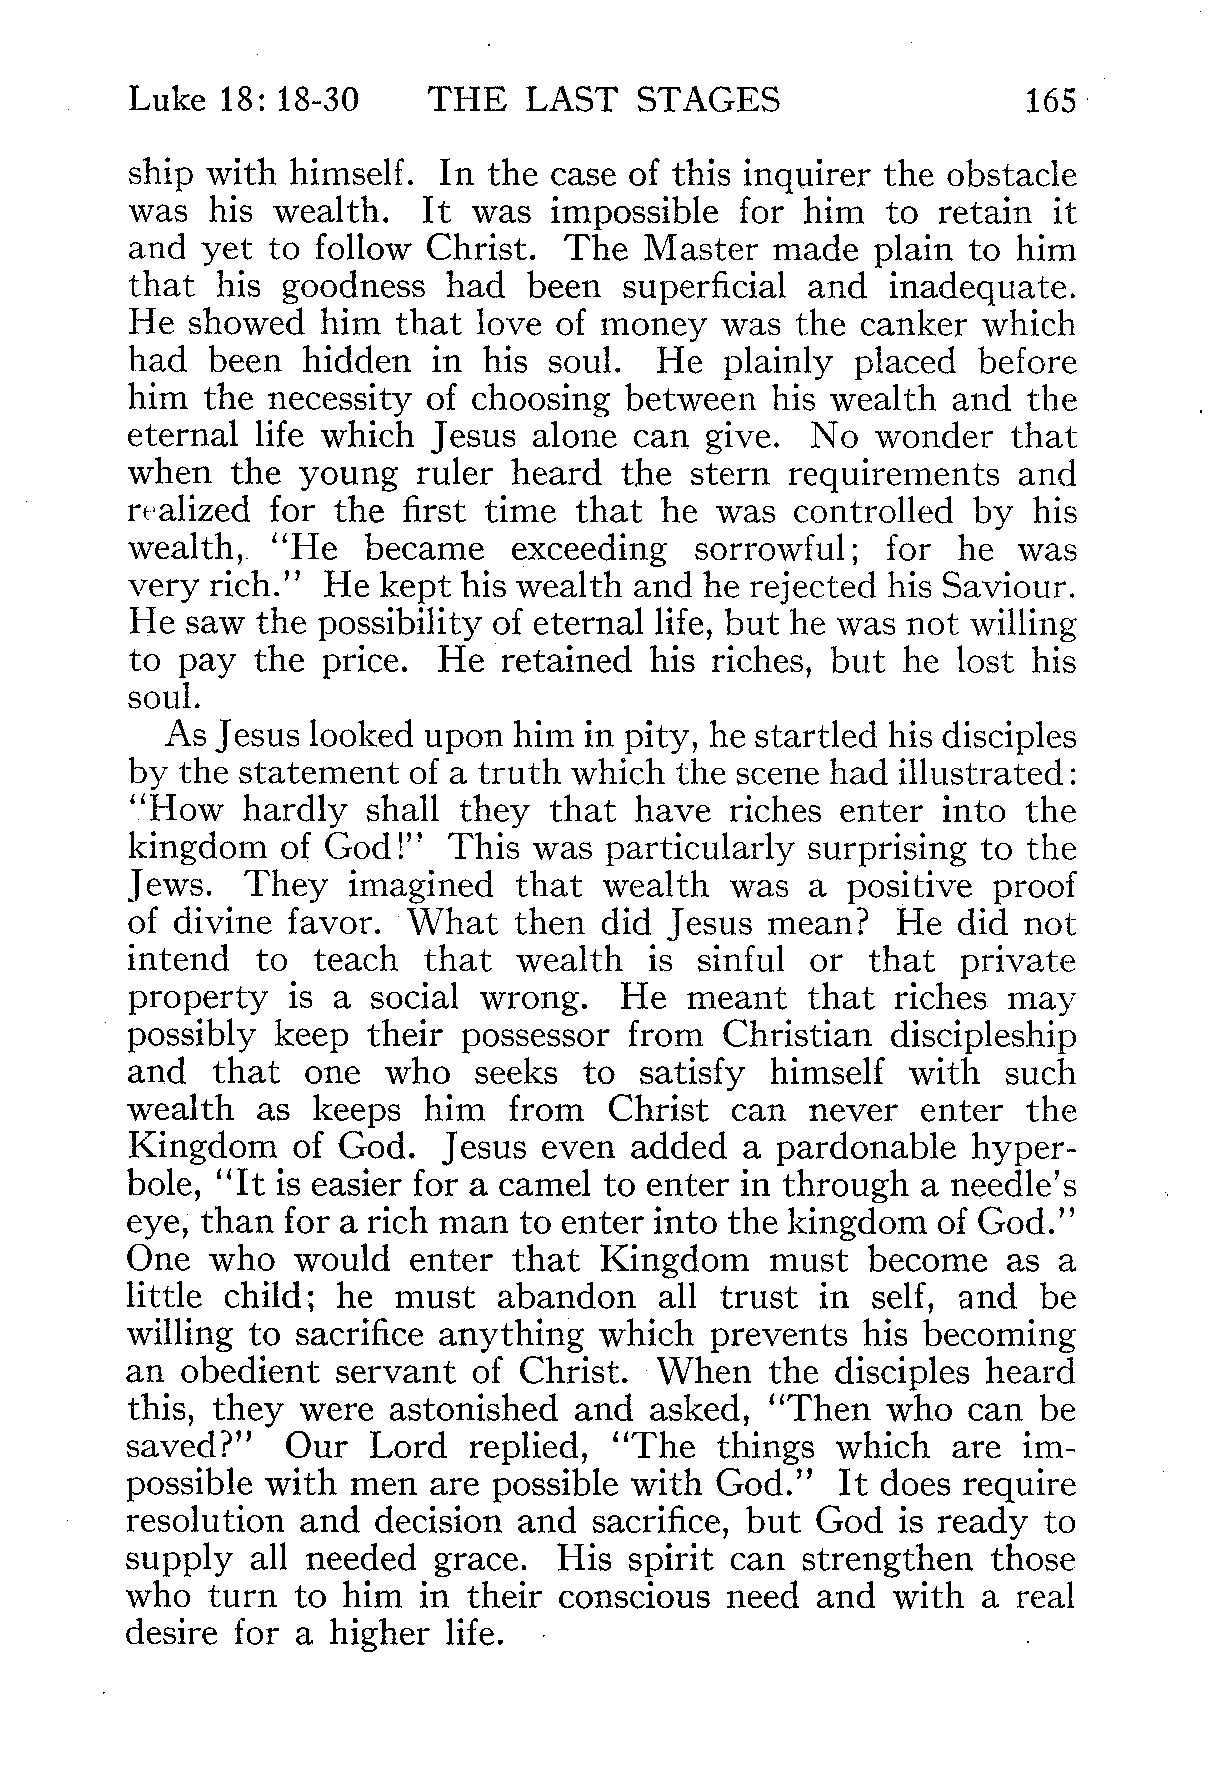 Luke 18: 18-30 THE LAST STAGES 165
ship with himself. In the case of this inquirer the obstacle
was his wealth. It was impossible for him to retain it
and yet to follow Christ. The Master made plain to him
that his goodness had been superficial and inadequate.
He showed him that love of money was the canker which
had been hidden in his soul. He plainly placed before
him the necessity of choosing between his wealth and the
eternal life which Jesus alone can give. No wonder that
when the young ruler heard the stern requirements and
realized for the first time that he was controlled by his
wealth, "He became exceeding sorrowful; for he was
very rich." He kept his wealth and he rejected his Saviour.
He saw the possibility of eternal life, but he was not willing
to pay the price. He retained his riches, but he lost his
soul.
As Jesus looked upon him in pity, he startled his disciples
by the statement of a truth which the scene had illustrated:
"How hardly shall they that have riches enter into the
kingdom of God!" This was particularly surprising to the
Jews. They imagined that wealth was a positive proof
of divine favor. What then did Jesus mean? He did not
intend to teach that wealth is sinful or that private
property is a social wrong. He meant that riches may
possibly keep their possessor from Christian discipleship
and that one who seeks to satisfy himself with such
wealth as keeps him from Christ can never enter the
Kingdom of God. Jesus even added a pardonable hyper-
bole, "It is easier for a camel to enter in through a needle's
eye, than for a rich man to enter into the kingdom of God."
One who would enter that Kingdom must become as a
little child; he must abandon all trust in self, and be
willing to sacrifice anything which prevents his becoming
an obedient servant of Christ. When the disciples heard
this, they were astonished and asked, "Then who can be
saved?" Our Lord replied, "The things which are im-
possible with men are possible with God." It does require
resolution and decision and sacrifice, but God is ready to
supply all needed grace. His spirit can strengthen those
who turn to him in their conscious need and with a real
desire for a higher life.